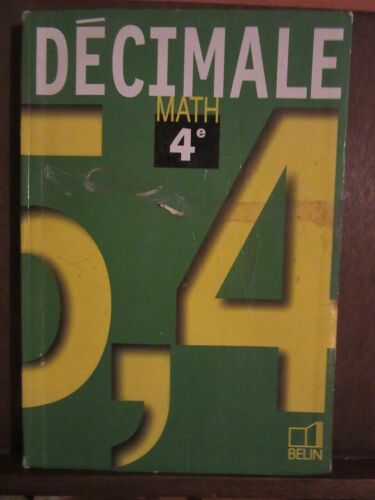 DÉCIMALE
MATH
4e
5,4
BELIN